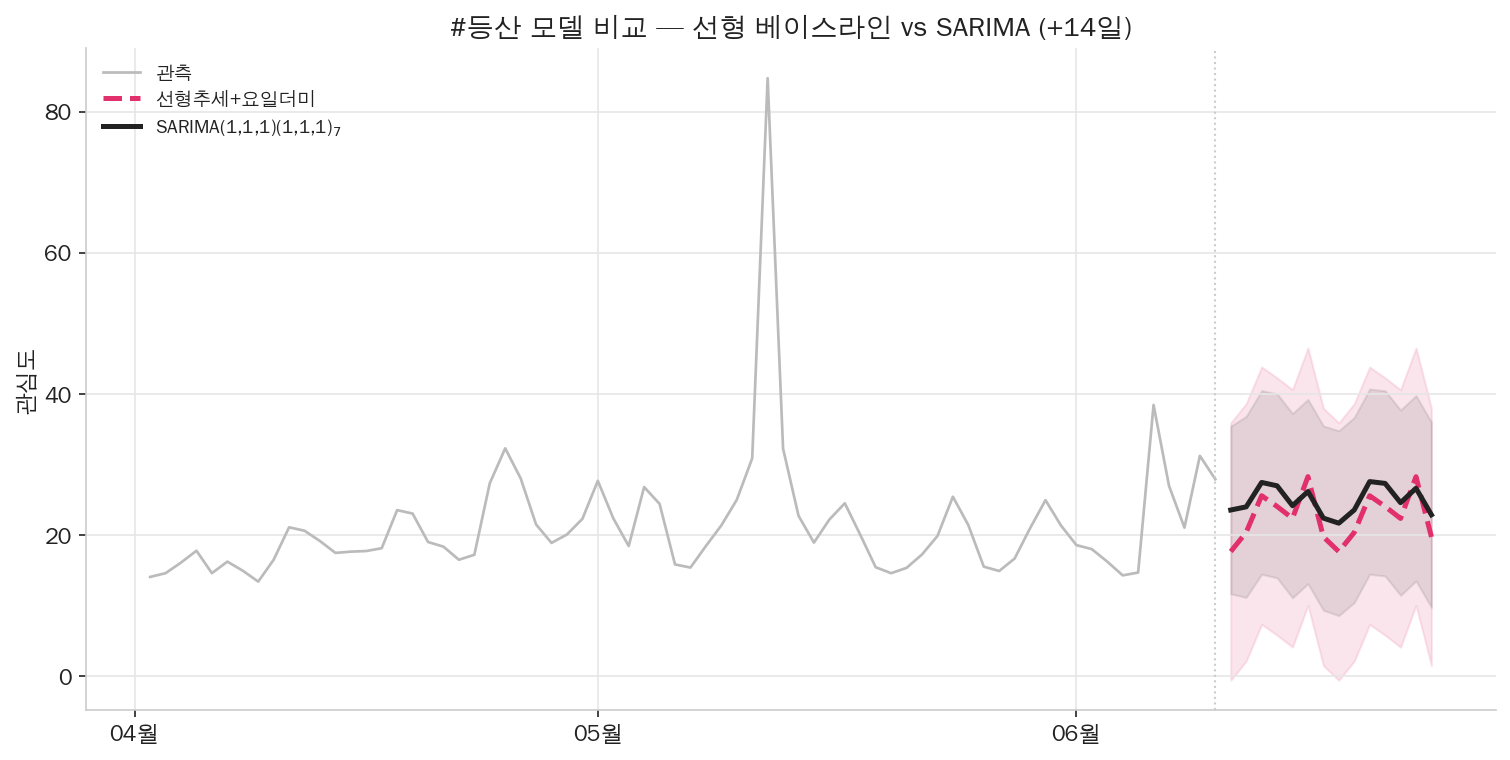 #등산 모델 비교 — 선형 베이스라인 vs SARIMA (+14일)
관측
선형추세+요일더미
SARIMA(1,1,1)(1,1,1)₇
관심도
80
60
40
20
0
04월
05월
06월